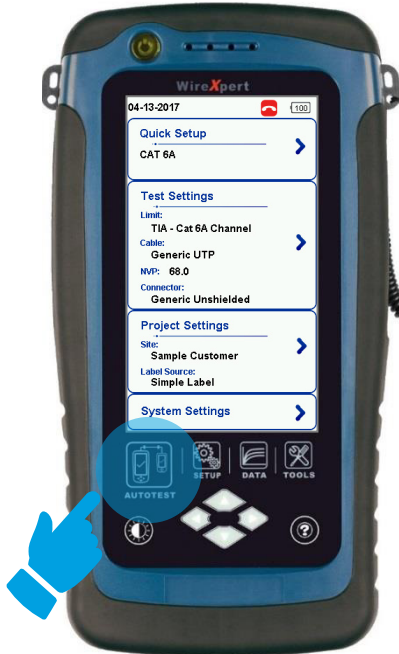 WireXpert
04-13-2017
100
Quick Setup
CAT 6A
Test Settings
Limit:
TIA - Cat 6A Channel
Cable:
Generic UTP
NVP: 68.0
Connector:
Generic Unshielded
Project Settings
Site:
Sample Customer
Label Source:
Simple Label
System Settings
AUTOTEST
SETUP
DATA
TOOLS
?